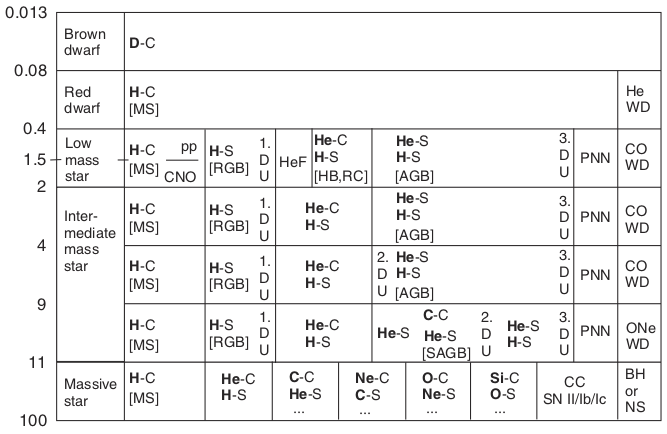 0.013
Brown
dwarf
D-C
0.08
Red
dwarf
H-C
[MS]
He
WD
0.4
Low
mass
star
1.5
H-C
[MS]
pp
CNO
H-S
[RGB]
1.
D
U
HeF
He-C
H-S
[HB,RC]
He-S
H-S
[AGB]
3.
D
U
PNN
CO
WD
2
Inter-
mediate
mass
star
H-C
[MS]
H-S
[RGB]
1.
D
U
He-C
H-S
He-S
H-S
[AGB]
3.
D
U
PNN
CO
WD
4
H-C
[MS]
H-S
[RGB]
1.
D
U
He-C
H-S
2.
D
U
He-S
H-S
[AGB]
3.
D
U
PNN
CO
WD
9
H-C
[MS]
H-S
[RGB]
1.
D
U
He-C
H-S
He-S
C-C
He-S
[SAGB]
2.
D
U
He-S
H-S
3.
D
U
PNN
ONe
WD
11
Massive
star
H-C
[MS]
He-C
H-S
C-C
He-S
...
Ne-C
C-S
...
O-C
Ne-S
...
Si-C
O-S
...
CC
SN II/Ib/Ic
BH
or
NS
100